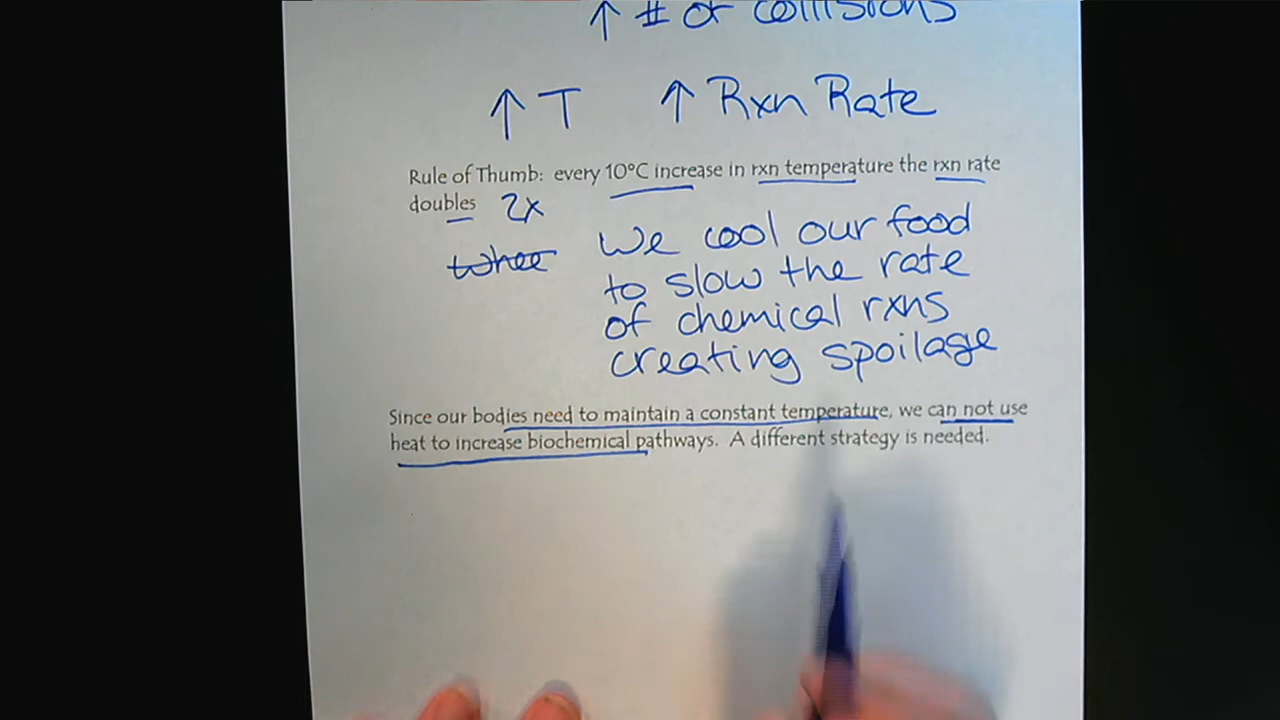 ↑ # of collisions
↑ T ↑ Rxn Rate
Rule of Thumb: every 10°C increase in rxn temperature the rxn rate
doubles 2x
We cool our food
to slow the rate
of chemical rxns
creating spoilage
Since our bodies need to maintain a constant temperature, we can not use
heat to increase biochemical pathways. A different strategy is needed.